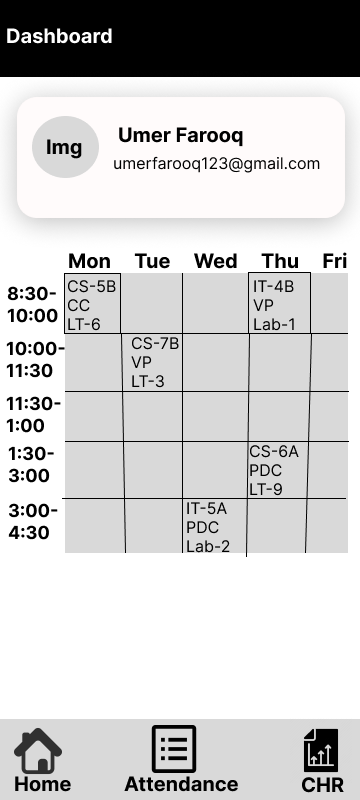 Dashboard
Img
Umer Farooq
umerfarooq123@gmail.com
Mon Tue Wed Thu Fri
8:30-
10:00
CS-5B
CC
LT-6
IT-4B
VP
Lab-1
10:00-
11:30
CS-7B
VP
LT-3
11:30-
1:00
1:30-
3:00
CS-6A
PDC
LT-9
3:00-
4:30
IT-5A
PDC
Lab-2
Home Attendance CHR